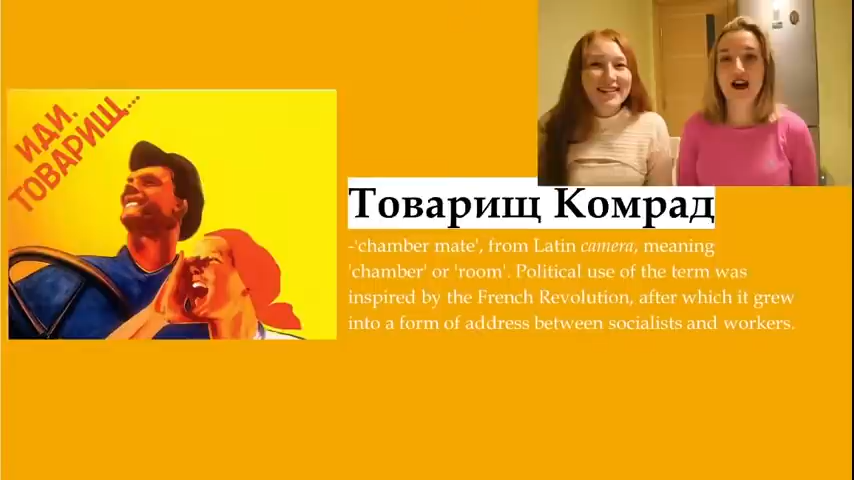 ИДИ,
ТОВАРИЩ...
Товарищ Комрад
-'chamber mate', from Latin camera, meaning
'chamber' or 'room'. Political use of the term was
inspired by the French Revolution, after which it grew
into a form of address between socialists and workers.